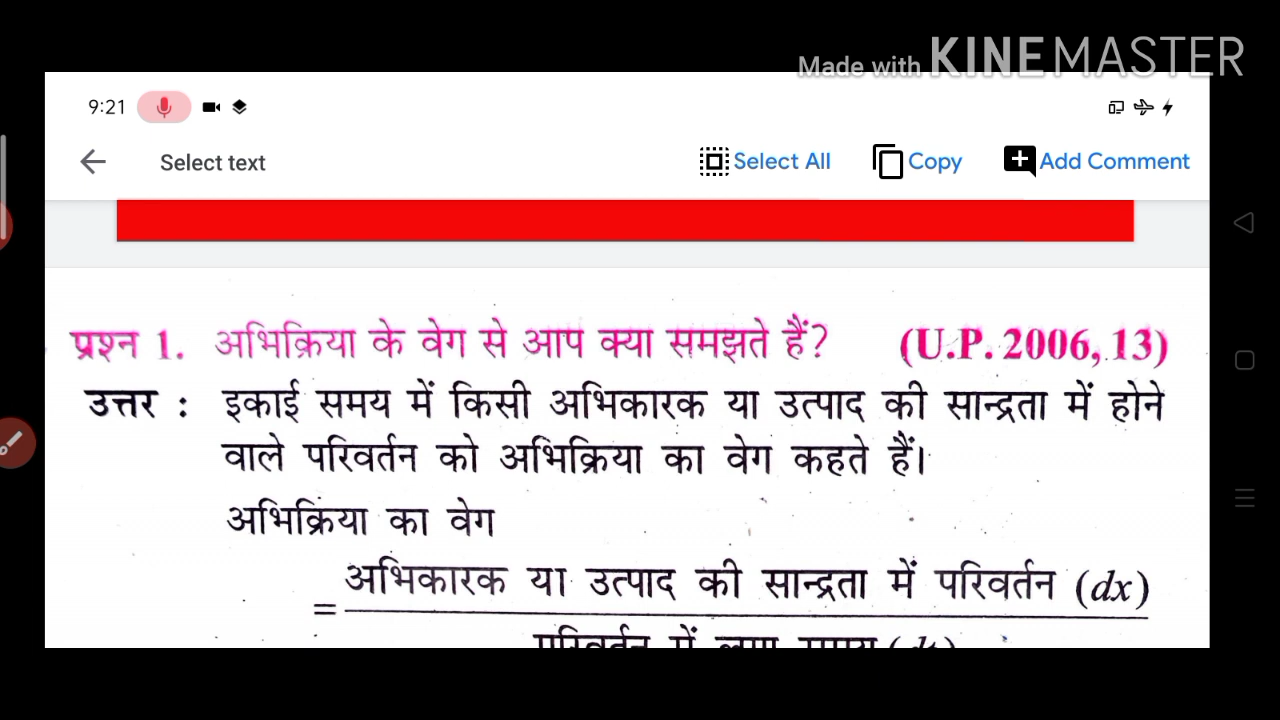 Made with KINEMASTER
9:21
Select text
Select All
Copy
Add Comment
प्रश्न 1. अभिक्रिया के वेग से आप क्या समझते हैं? (U.P. 2006, 13)
उत्तर : इकाई समय में किसी अभिकारक या उत्पाद की सान्द्रता में होने
वाले परिवर्तन को अभिक्रिया का वेग कहते हैं।
अभिक्रिया का वेग
= अभिकारक या उत्पाद की सान्द्रता में परिवर्तन (dx)